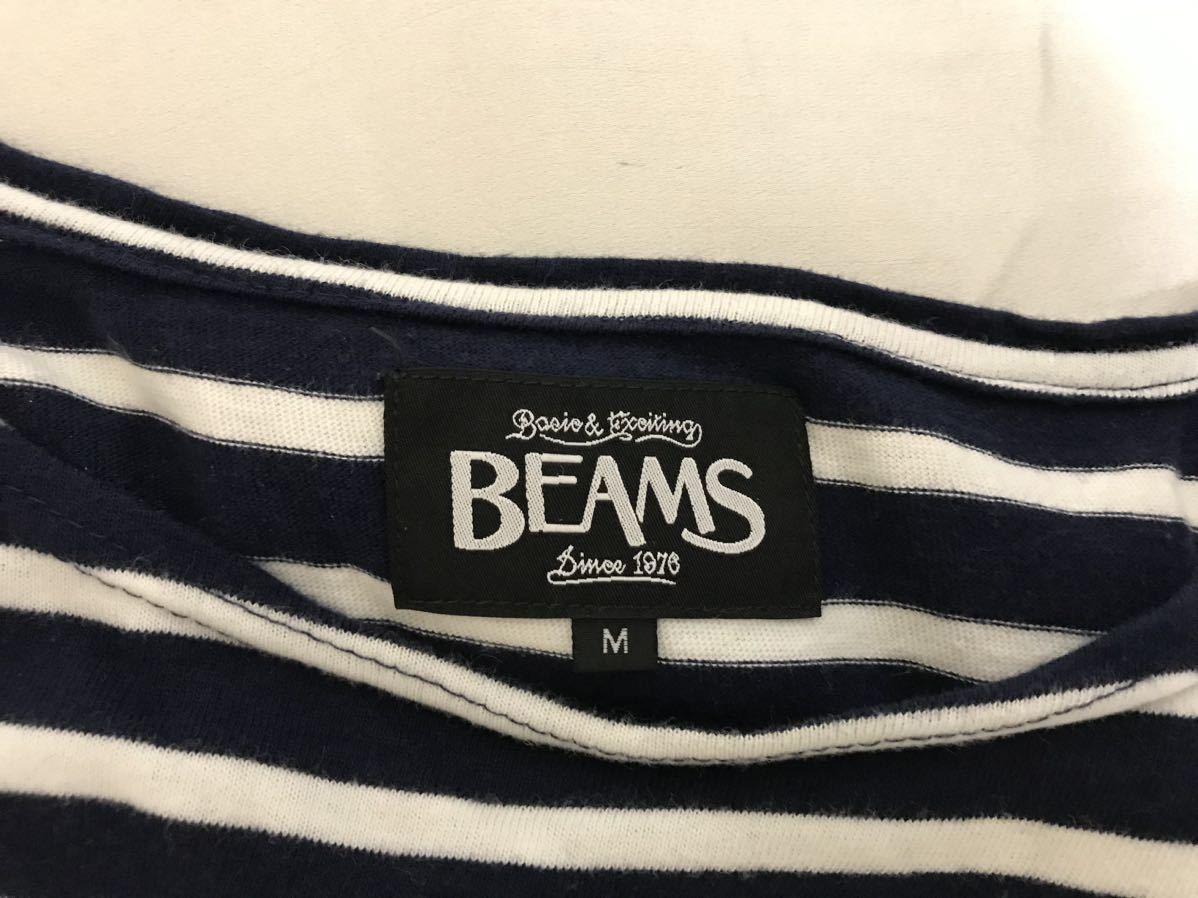 Basic & Exciting
BEAMS
Since 1976
M